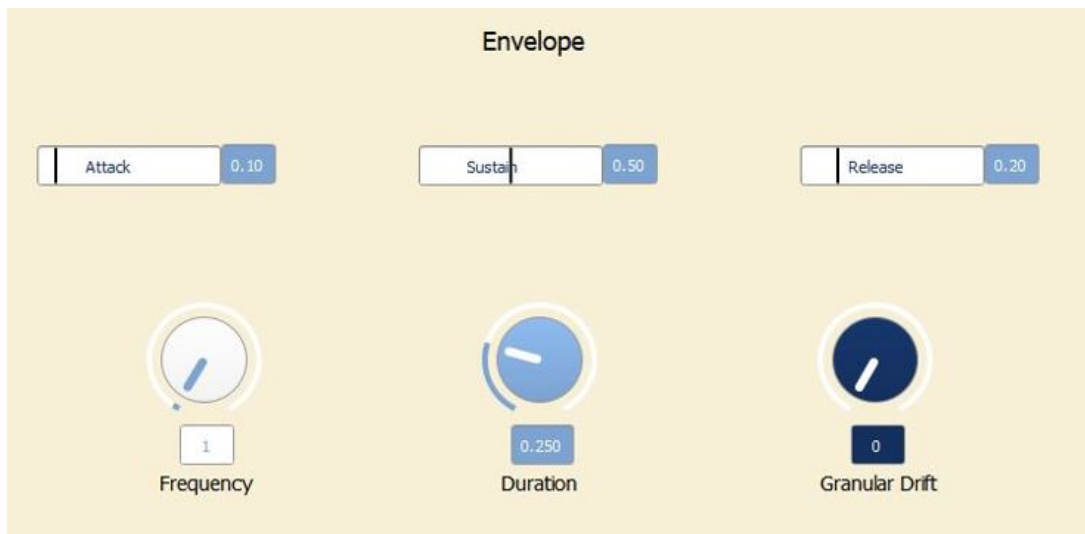 Envelope
Attack 0.10
Sustain 0.50
Release 0.20
1
0.250
0
Frequency
Duration
Granular Drift